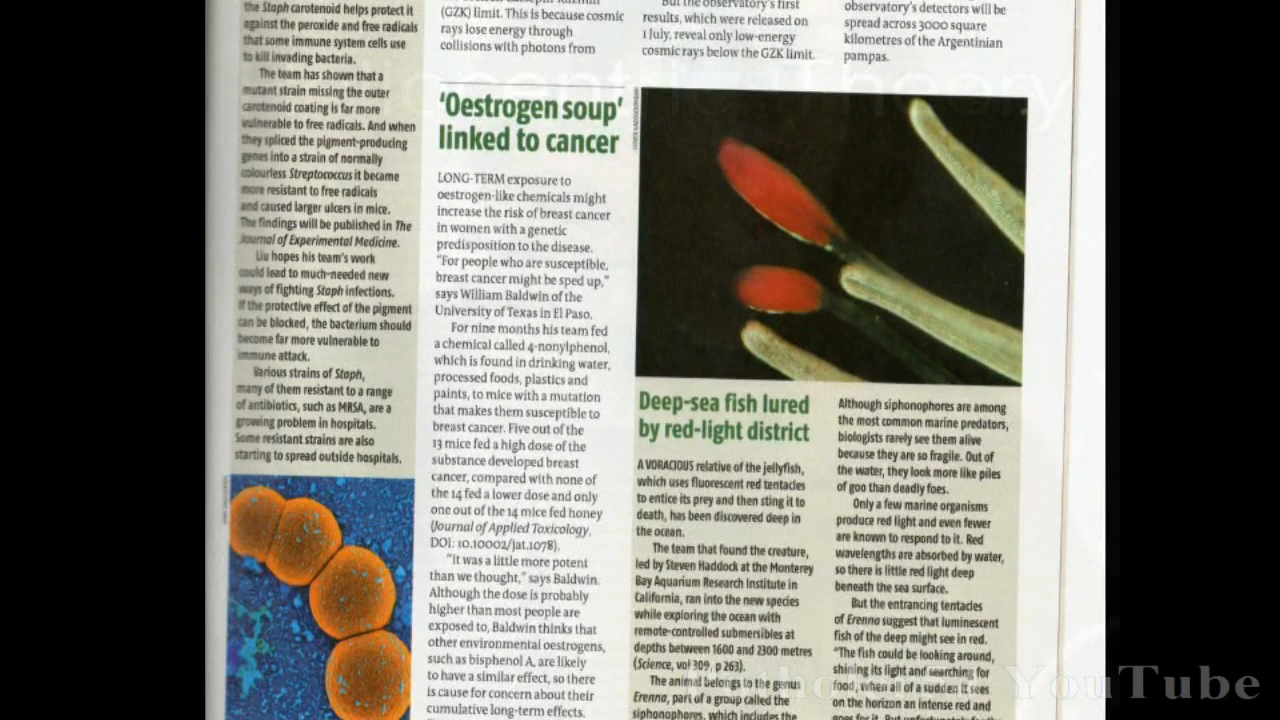 the Staph carotenoid helps protect it
against the peroxide and free radicals
that some immune system cells use
to kill invading bacteria.
The team has shown that a
mutant strain missing the outer
carotenoid coating is far more
vulnerable to free radicals. And when
they spliced the pigment-producing
genes into a strain of normally
colourless Streptococcus it became
more resistant to free radicals
and caused larger ulcers in mice.
The findings will be published in The
Journal of Experimental Medicine.
Liu hopes his team's work
could lead to much-needed new
ways of fighting Staph infections.
If the protective effect of the pigment
can be blocked, the bacterium should
become far more vulnerable to
immune attack.
Various strains of Staph,
many of them resistant to a range
of antibiotics, such as MRSA, are a
growing problem in hospitals.
Some resistant strains are also
starting to spread outside hospitals.
(GZK) limit. This is because cosmic
rays lose energy through
collisions with photons from
But the observatory's first
results, which were released on
1 July, reveal only low-energy
cosmic rays below the GZK limit.
observatory's detectors will be
spread across 3000 square
kilometres of the Argentinian
pampas.
Theory
'Oestrogen soup'
linked to cancer
LONG-TERM exposure to
oestrogen-like chemicals might
increase the risk of breast cancer
in women with a genetic
predisposition to the disease.
"For people who are susceptible,
breast cancer might be sped up,"
says William Baldwin of the
University of Texas in El Paso.
For nine months his team fed
a chemical called 4-nonylphenol,
which is found in drinking water,
processed foods, plastics and
paints, to mice with a mutation
that makes them susceptible to
breast cancer. Five out of the
13 mice fed a high dose of the
substance developed breast
cancer, compared with none of
the 14 fed a lower dose and only
one out of the 14 mice fed honey
(Journal of Applied Toxicology,
DOI: 10.10002/jat.1078).
"It was a little more potent
than we thought," says Baldwin.
Although the dose is probably
higher than most people are
exposed to, Baldwin thinks that
other environmental oestrogens,
such as bisphenol A, are likely
to have a similar effect, so there
is cause for concern about their
cumulative long-term effects.
Deep-sea fish lured
by red-light district
A VORACIOUS relative of the jellyfish,
which uses fluorescent red tentacles
to entice its prey and then sting it to
death, has been discovered deep in
the ocean.
The team that found the creature,
led by Steven Haddock at the Monterey
Bay Aquarium Research Institute in
California, ran into the new species
while exploring the ocean with
remote-controlled submersibles at
depths between 1600 and 2300 metres
(Science, vol 309, p 263).
The animal belongs to the genus
Erenna, part of a group called the
siphonophores, which includes the
Although siphonophores are among
the most common marine predators,
biologists rarely see them alive
because they are so fragile. Out of
the water, they look more like piles
of goo than deadly foes.
Only a few marine organisms
produce red light and even fewer
are known to respond to it. Red
wavelengths are absorbed by water,
so there is little red light deep
beneath the sea surface.
But the entrancing tentacles
of Erenna suggest that luminescent
fish of the deep might see in red.
"The fish could be looking around,
shining its light and searching for
food, when all of a sudden it sees
on the horizon an intense red and
YouTube